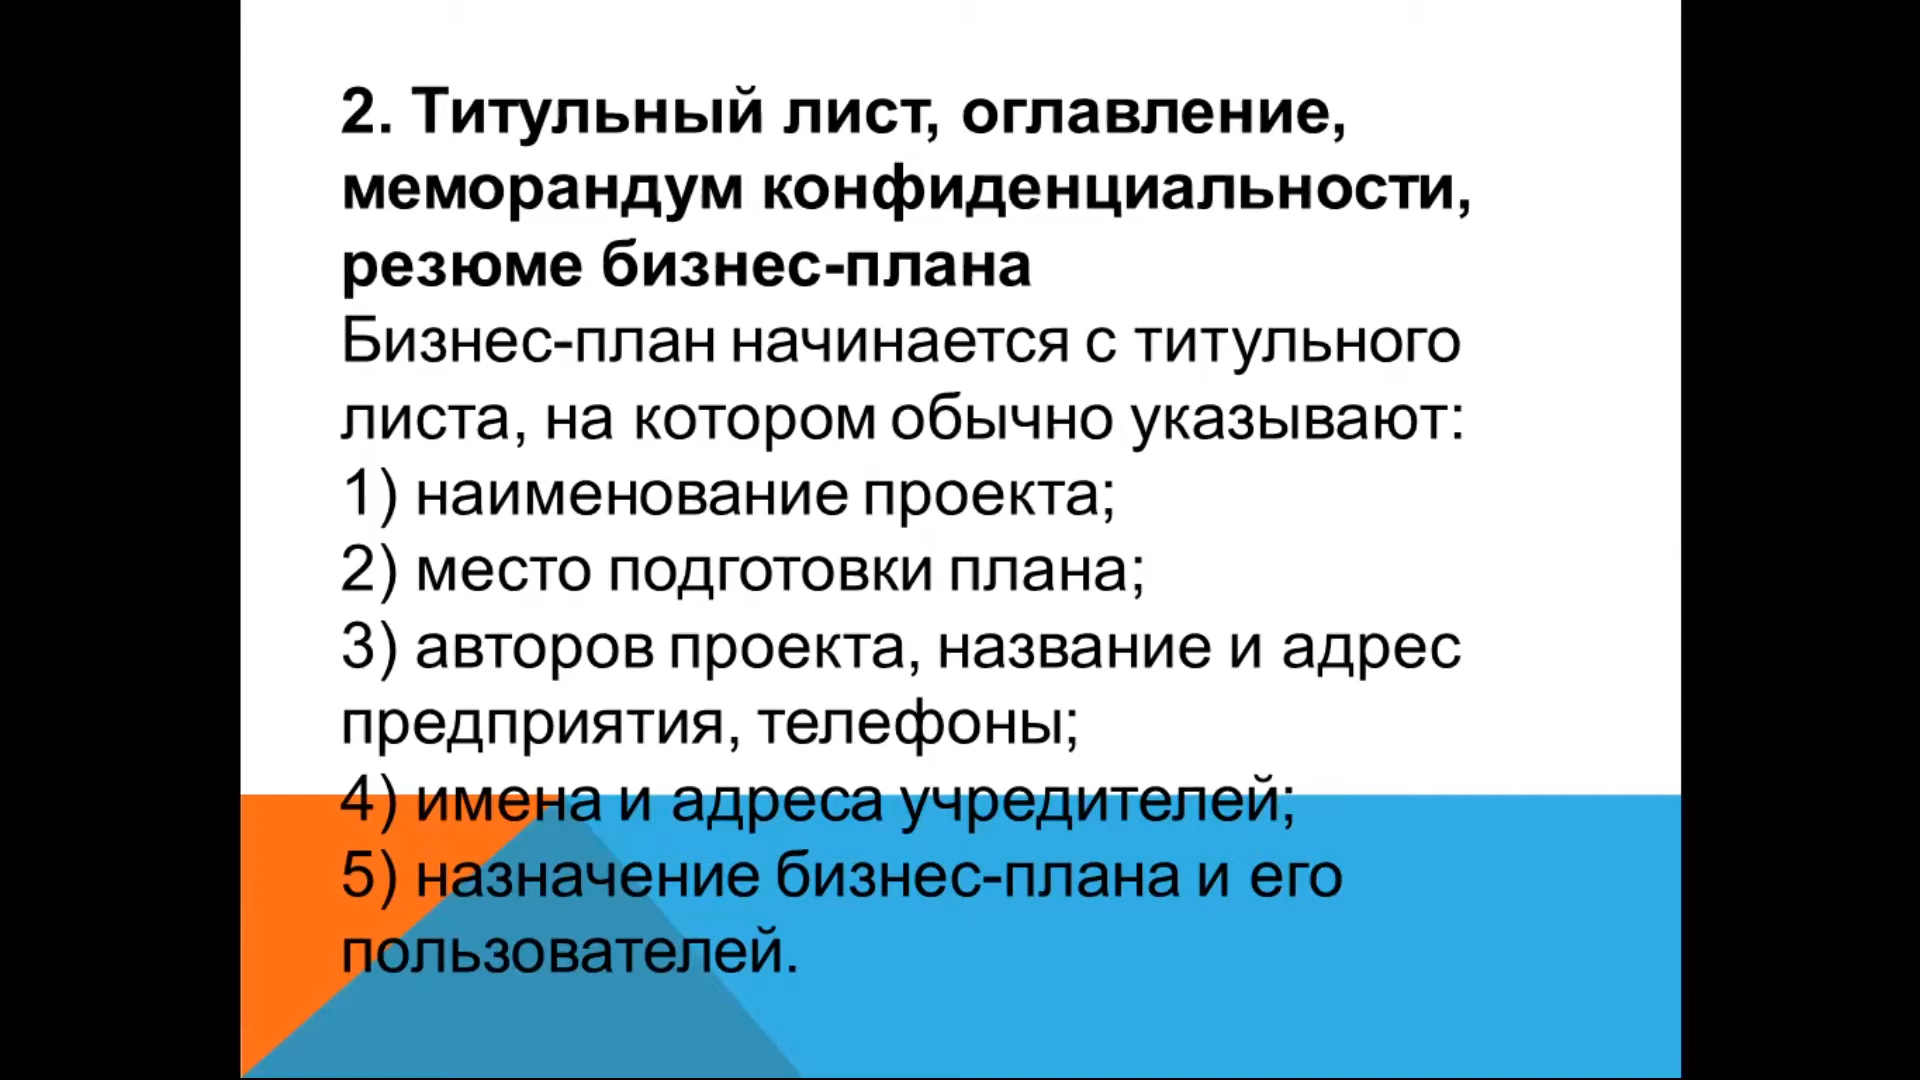 2. Титульный лист, оглавление,
меморандум конфиденциальности,
резюме бизнес-плана
Бизнес-план начинается с титульного
листа, на котором обычно указывают:
1) наименование проекта;
2) место подготовки плана;
3) авторов проекта, название и адрес
предприятия, телефоны;
4) имена и адреса учредителей;
5) назначение бизнес-плана и его
пользователей.